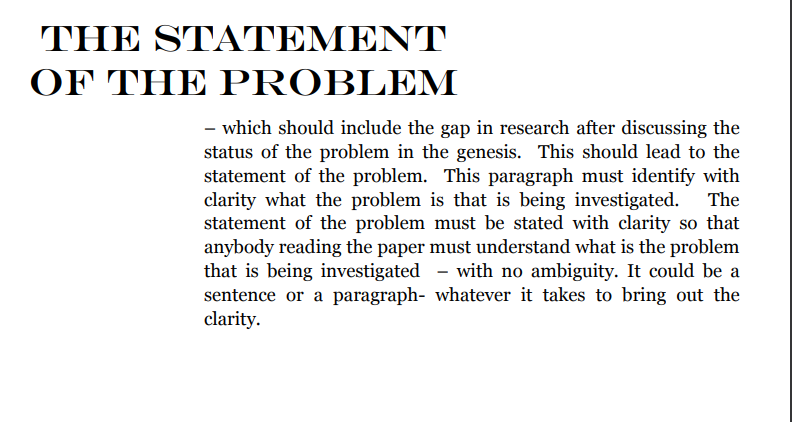 THE STATEMENT
OF THE PROBLEM
– which should include the gap in research after discussing the
status of the problem in the genesis.  This should lead to the
statement of the problem.  This paragraph must identify with
clarity what the problem is that is being investigated.   The
statement of the problem must be stated with clarity so that
anybody reading the paper must understand what is the problem
that is being investigated  – with no ambiguity. It could be a
sentence or a paragraph- whatever it takes to bring out the
clarity.